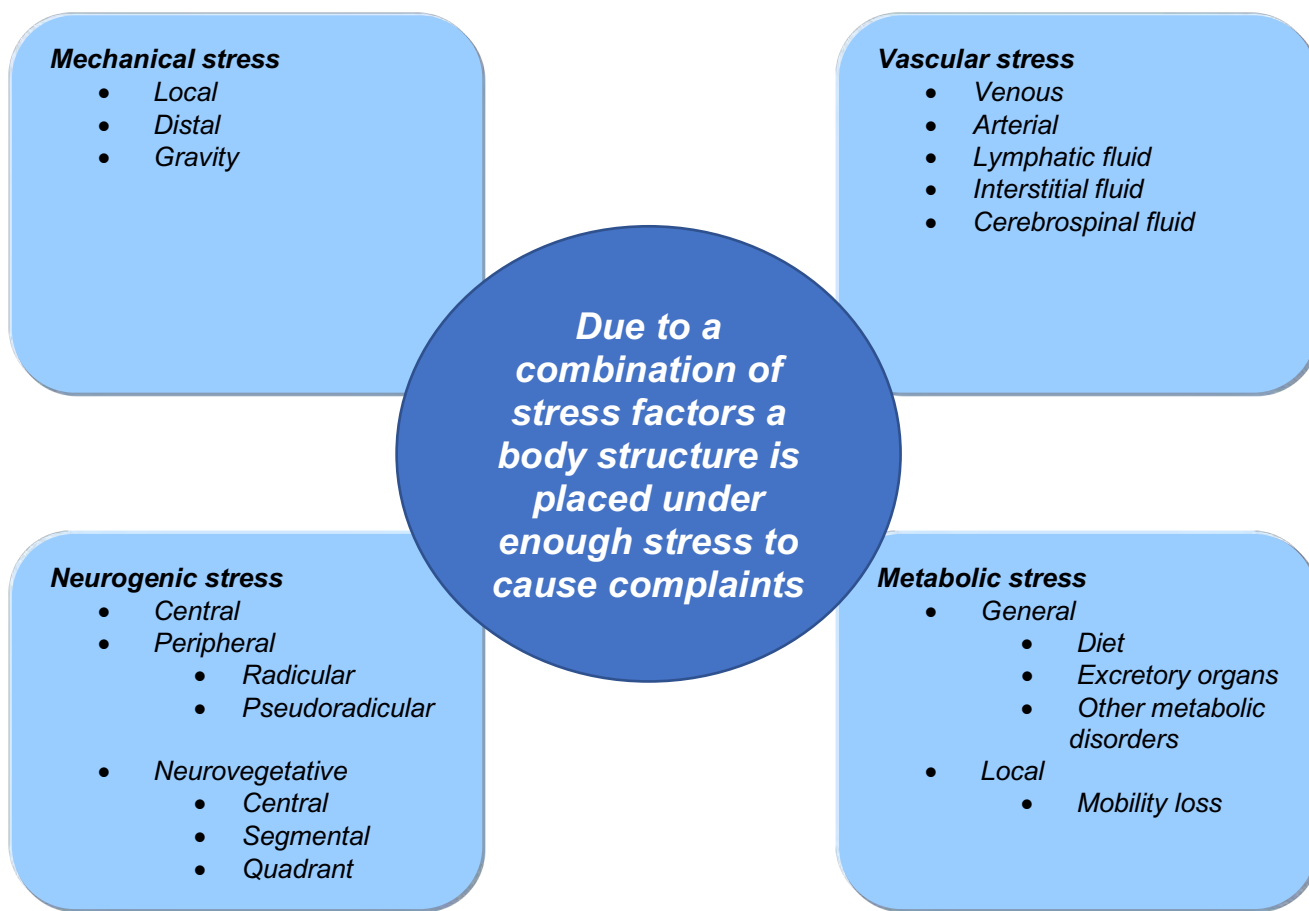 Mechanical stress
• Local
• Distal
• Gravity
Vascular stress
• Venous
• Arterial
• Lymphatic fluid
• Interstitial fluid
• Cerebrospinal fluid
Due to a
combination of
stress factors a
body structure is
placed under
enough stress to
cause complaints
Neurogenic stress
• Central
• Peripheral
• Radicular
• Pseudoradicular
• Neurovegetative
• Central
• Segmental
• Quadrant
Metabolic stress
• General
• Diet
• Excretory organs
• Other metabolic
disorders
• Local
• Mobility loss